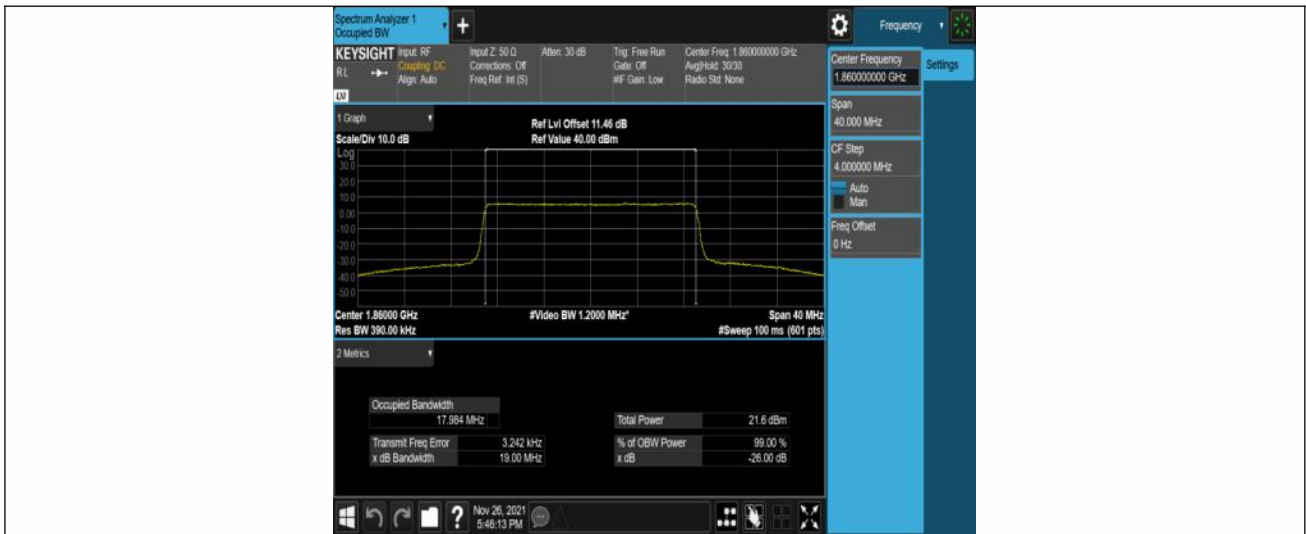 Spectrum Analyzer 1
Occupied BW
Frequency
KEYSIGHT
R L
Input: RF
Coupling: DC
Align: Auto
Input Z: 50 Ω
Corrections: Off
Freq Ref: Int (S)
Atten: 30 dB
Trig: Free Run
Gate: Off
#IF Gain: Low
Center Freq: 1.860000000 GHz
Avg|Hold: 30/30
Radio Std: None
LVI
1 Graph
Scale/Div 10.0 dB
Ref Lvl Offset 11.46 dB
Ref Value 40.00 dBm
Log
30.0
20.0
10.0
0.00
-10.0
-20.0
-30.0
-40.0
-50.0
Center 1.86000 GHz
Res BW 390.00 kHz
#Video BW 1.2000 MHz*
Span 40 MHz
#Sweep 100 ms (601 pts)
2 Metrics
Occupied Bandwidth
17.984 MHz
Transmit Freq Error 3.242 kHz
x dB Bandwidth 19.00 MHz
Total Power 21.6 dBm
% of OBW Power 99.00 %
x dB -26.00 dB
Nov 26, 2021
5:46:13 PM
Center Frequency
1.860000000 GHz
Span
40.000 MHz
CF Step
4.000000 MHz
Auto
Man
Freq Offset
0 Hz
Settings